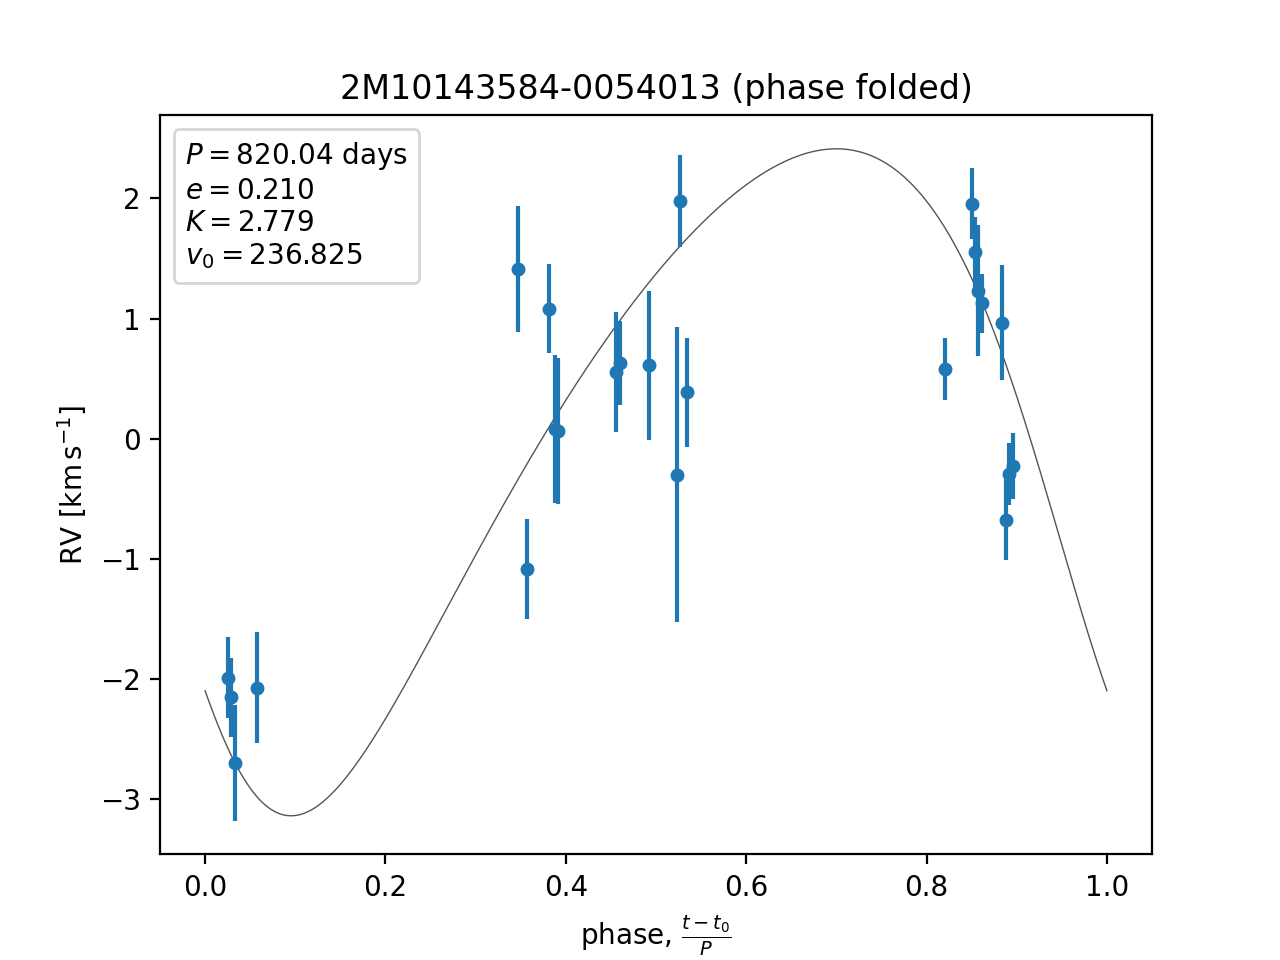 2M10143584-0054013 (phase folded)
P = 820.04 days
e = 0.210
K = 2.779
v₀ = 236.825
RV [km s⁻¹]
2
1
0
−1
−2
−3
0.0 0.2 0.4 0.6 0.8 1.0
phase, (t − t₀)/P